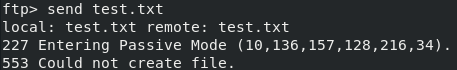 ftp> send test.txt
local: test.txt remote: test.txt
227 Entering Passive Mode (10,136,157,128,216,34).
553 Could not create file.